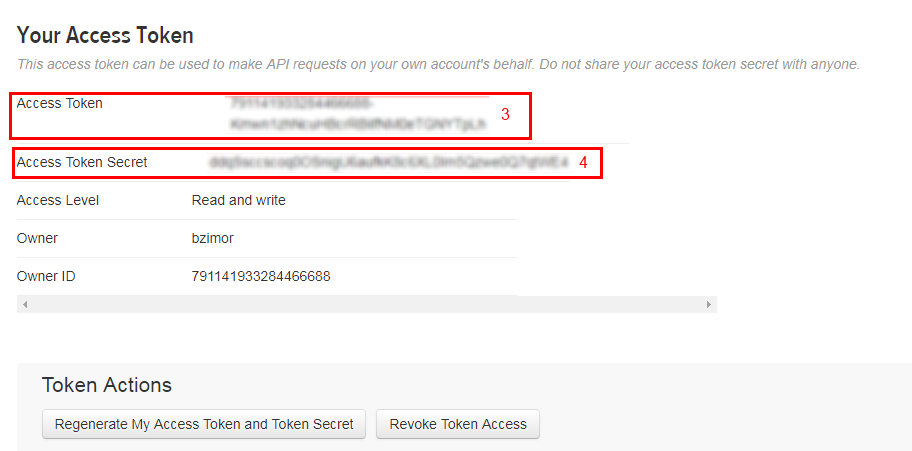 Your Access Token
This access token can be used to make API requests on your own account's behalf. Do not share your access token secret with anyone.
Access Token
3
Access Token Secret 4
Access Level Read and write
Owner bzimor
Owner ID 791141933284466688
Token Actions
Regenerate My Access Token and Token Secret Revoke Token Access